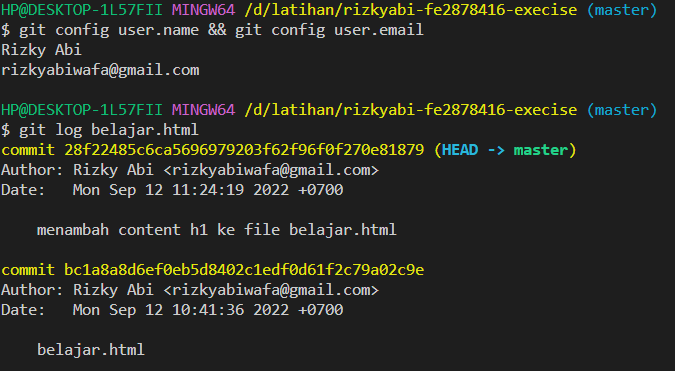 HP@DESKTOP-1L57FII MINGW64 /d/latihan/rizkyabi-fe2878416-execise (master)
$ git config user.name && git config user.email
Rizky Abi
rizkyabiwafa@gmail.com
HP@DESKTOP-1L57FII MINGW64 /d/latihan/rizkyabi-fe2878416-execise (master)
$ git log belajar.html
commit 28f22485c6ca5696979203f62f96f0f270e81879 (HEAD -> master)
Author: Rizky Abi <rizkyabiwafa@gmail.com>
Date:   Mon Sep 12 11:24:19 2022 +0700
menambah content h1 ke file belajar.html
commit bc1a8a8d6ef0eb5d8402c1edf0d61f2c79a02c9e
Author: Rizky Abi <rizkyabiwafa@gmail.com>
Date:   Mon Sep 12 10:41:36 2022 +0700
belajar.html